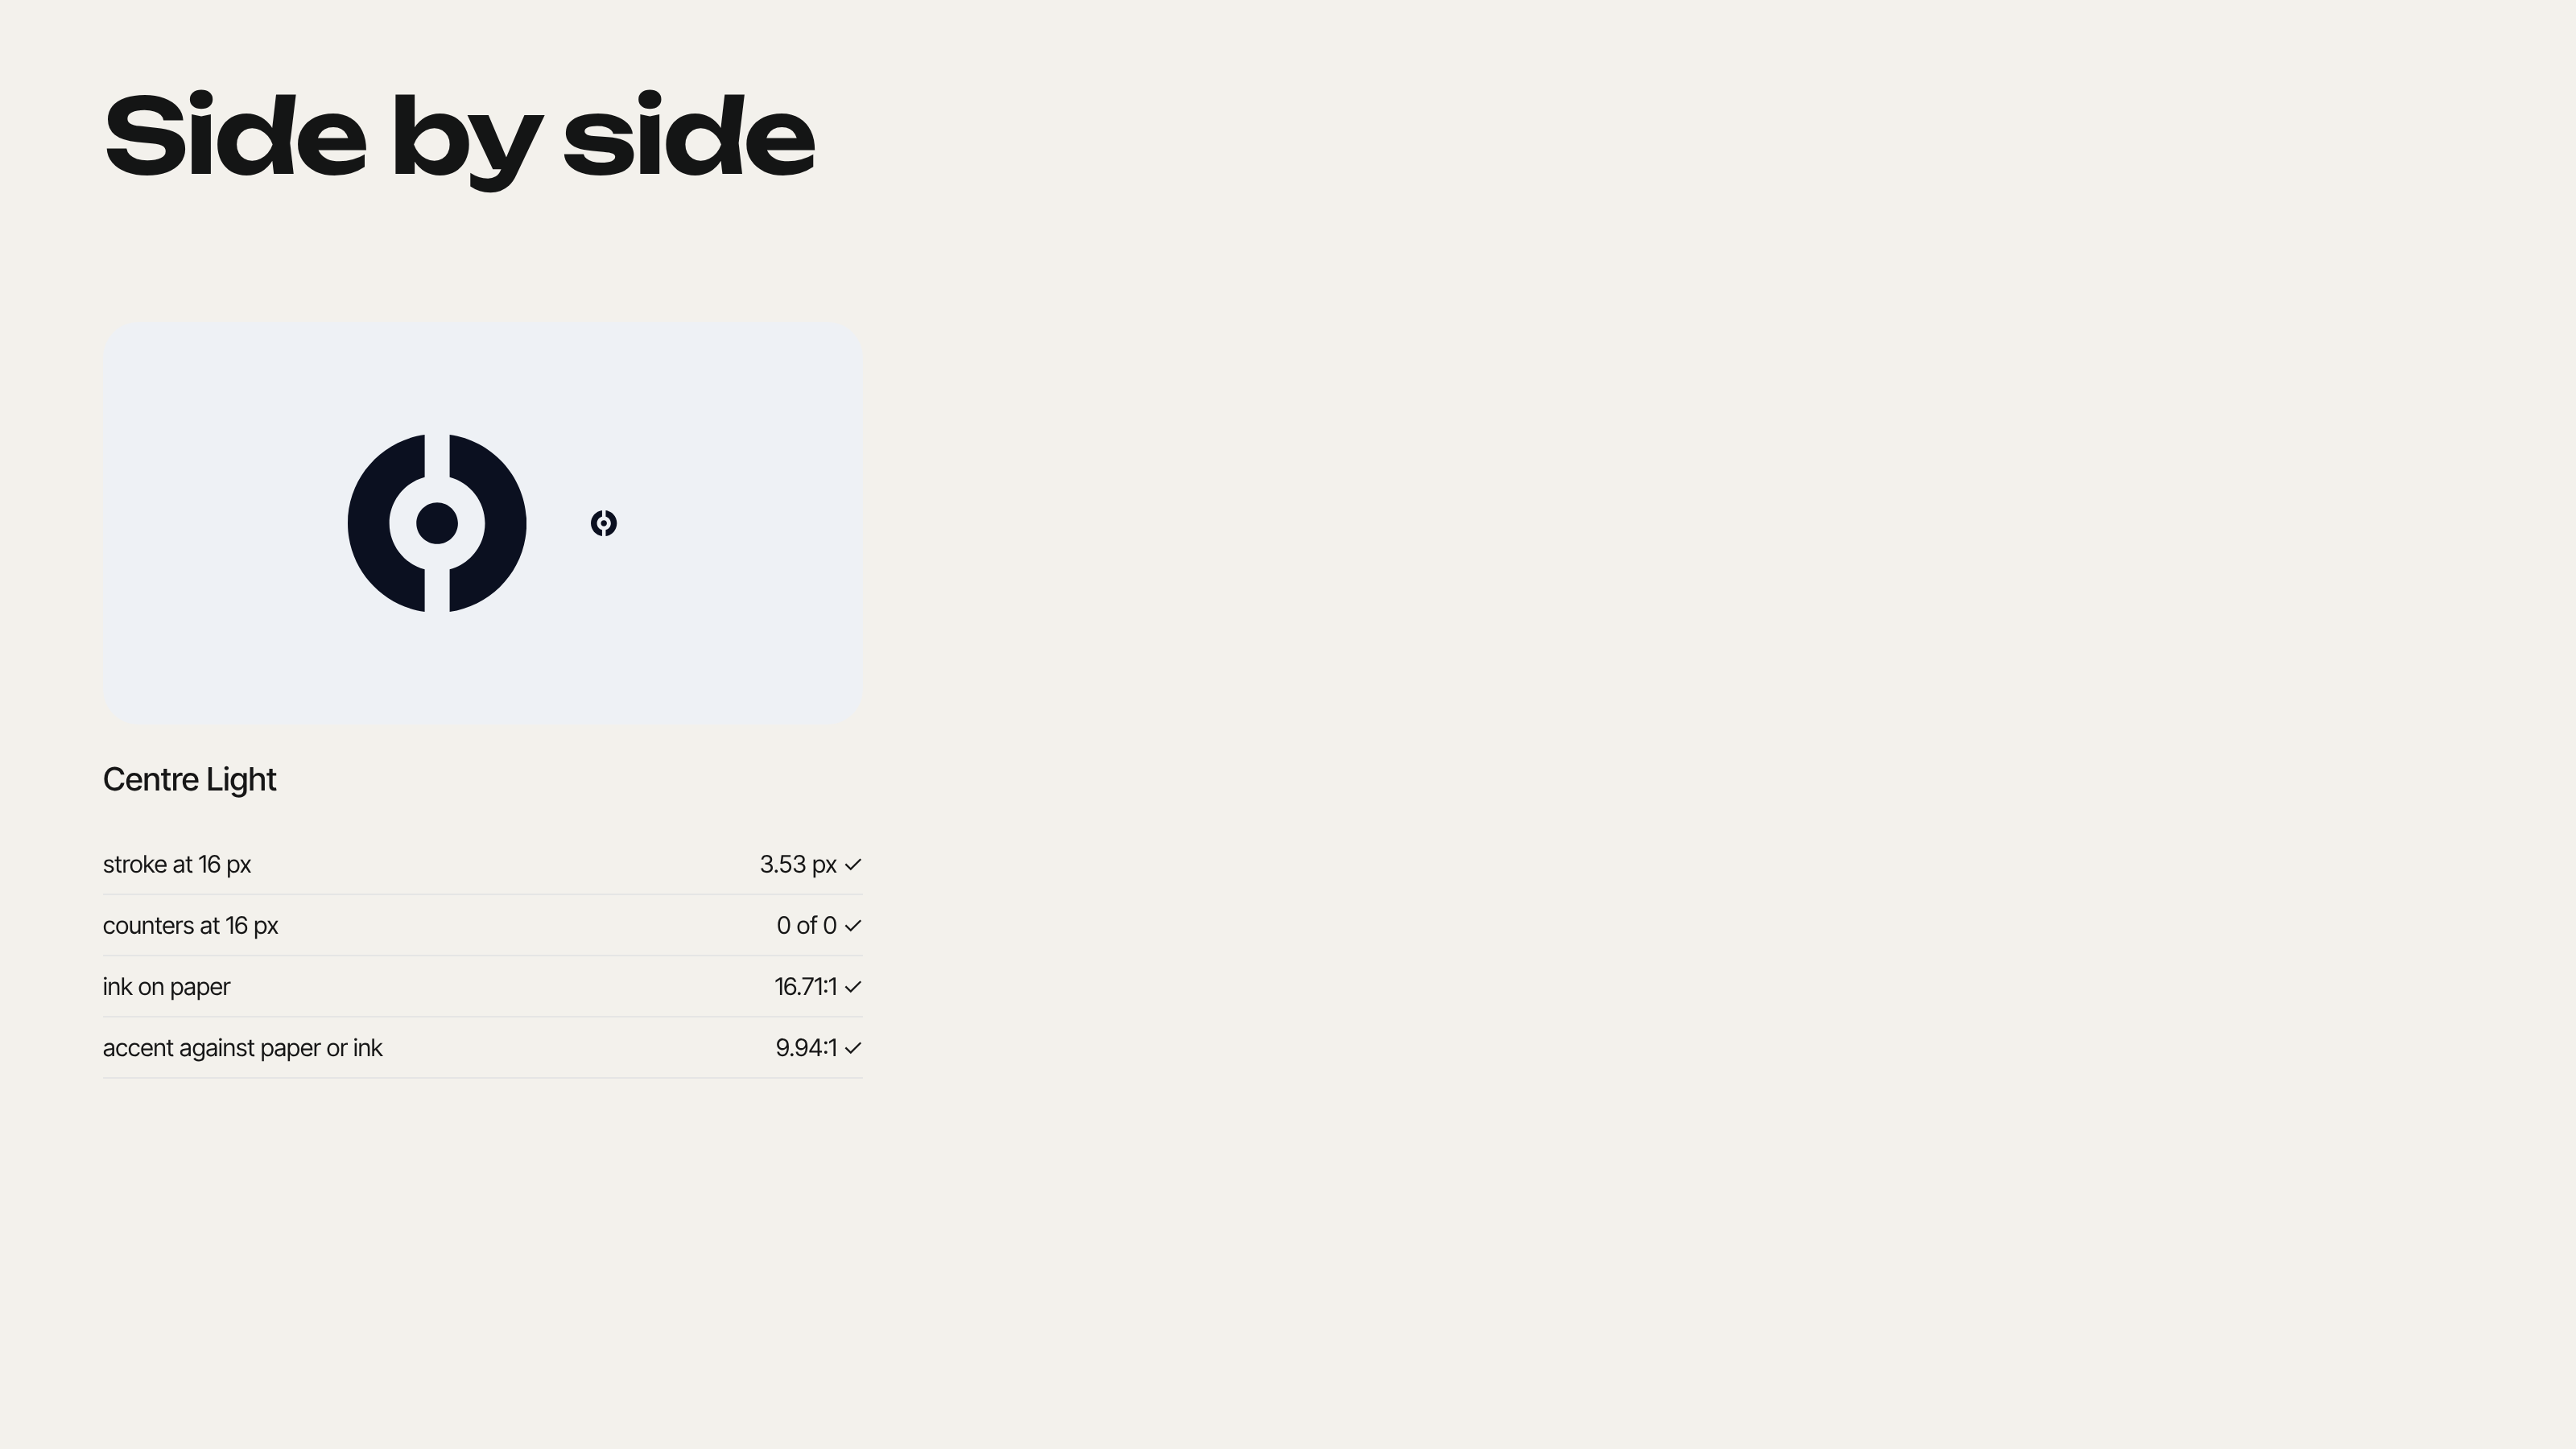 Side by side
Centre Light
stroke at 16 px 3.53 px ✓
counters at 16 px 0 of 0 ✓
ink on paper 16.71:1 ✓
accent against paper or ink 9.94:1 ✓